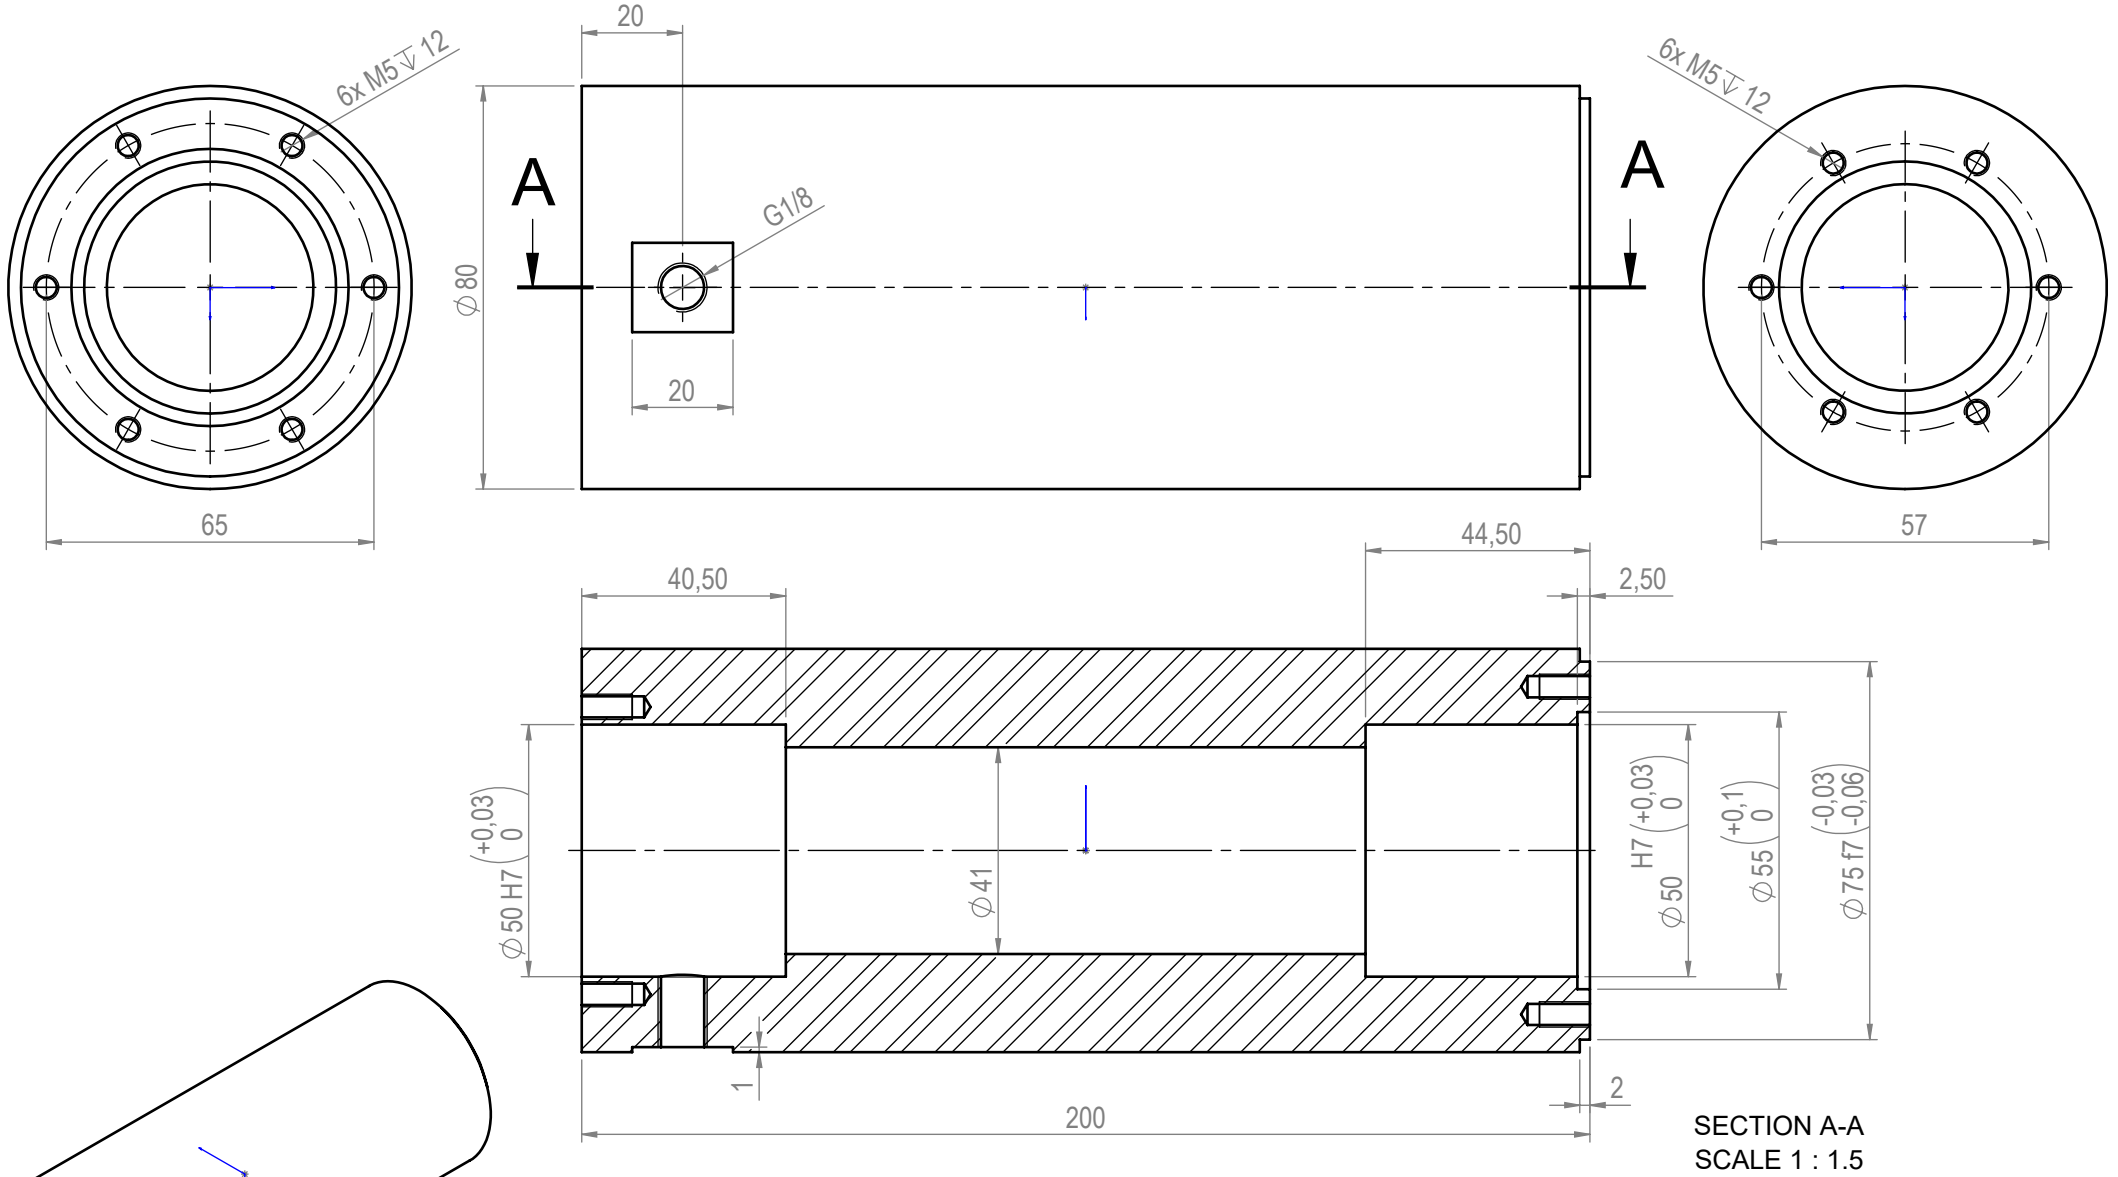 6x M5↧12
20
6x M5↧12
A
A
G1/8
∅80
20
65
57
44,50
40,50
2,50
∅50 H7 (+0,03 0)
∅41
H7 (+0,03 0)
∅50
∅55 (+0,1 0)
∅75 f7 (-0,03 -0,06)
1
2
200
SECTION A-A
SCALE 1 : 1.5